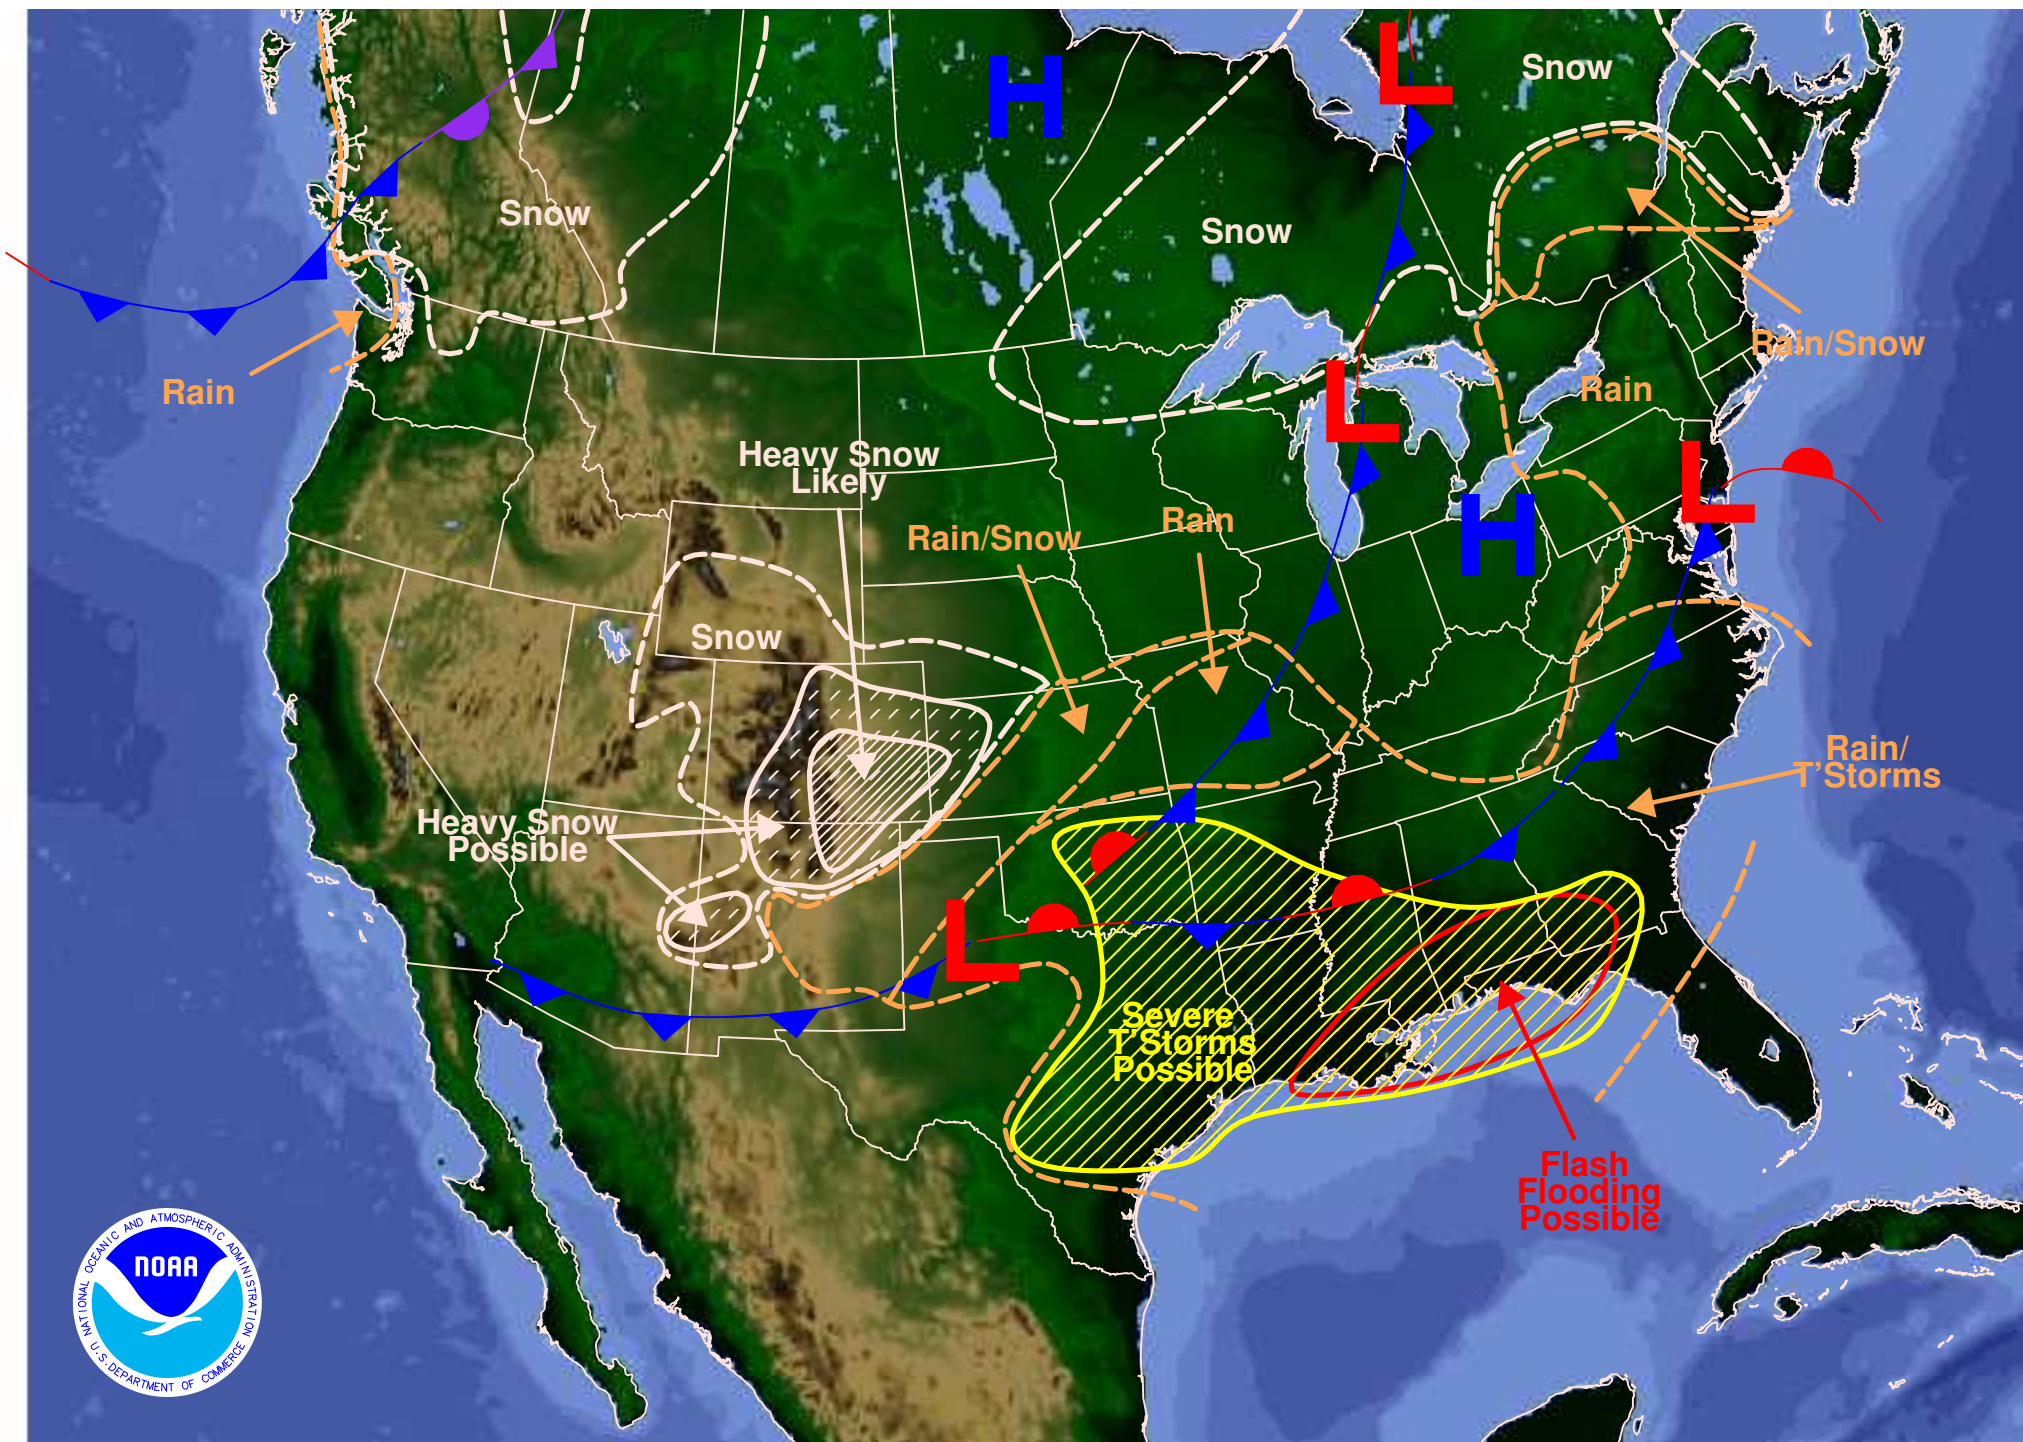 H
L
Snow
Snow
Snow
Rain
Rain/Snow
Rain
L
Heavy Snow
Likely
L
H
Rain/Snow
Rain
Snow
Rain/
T'Storms
Heavy Snow
Possible
L
Severe
T'Storms
Possible
Flash
Flooding
Possible
NATIONAL OCEANIC AND ATMOSPHERIC ADMINISTRATION
NOAA
U.S. DEPARTMENT OF COMMERCE